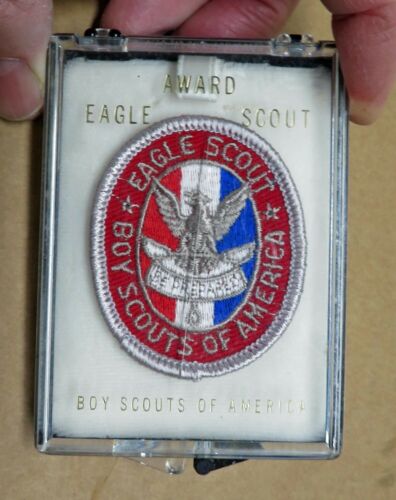 AWARD
EAGLE SCOUT
★ EAGLE SCOUT ★
BOY SCOUTS OF AMERICA
BE PREPARED
BOY SCOUTS OF AMERICA